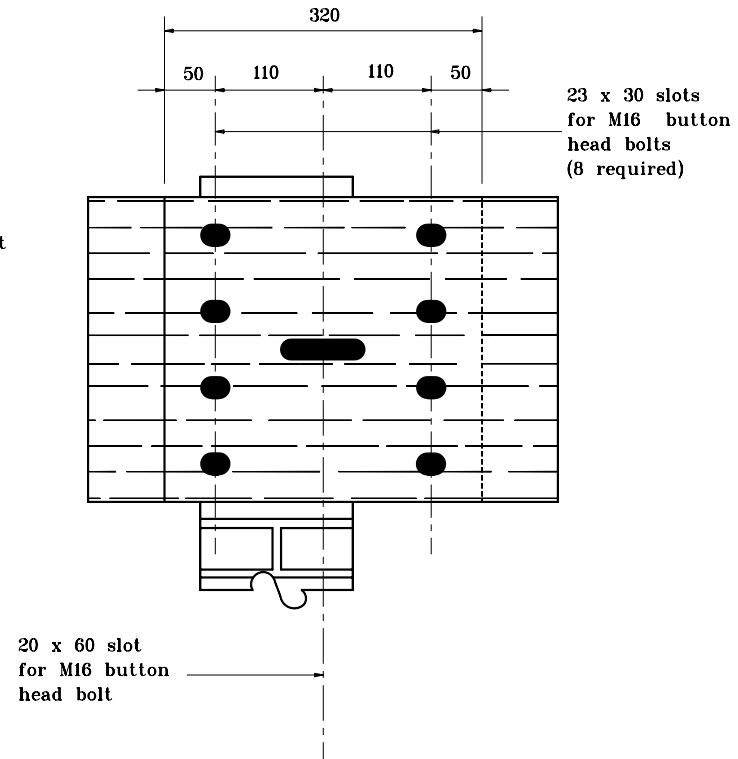 320
50 110 110 50
23 x 30 slots
for M16 button
head bolts
(8 required)
t
20 x 60 slot
for M16 button
head bolt